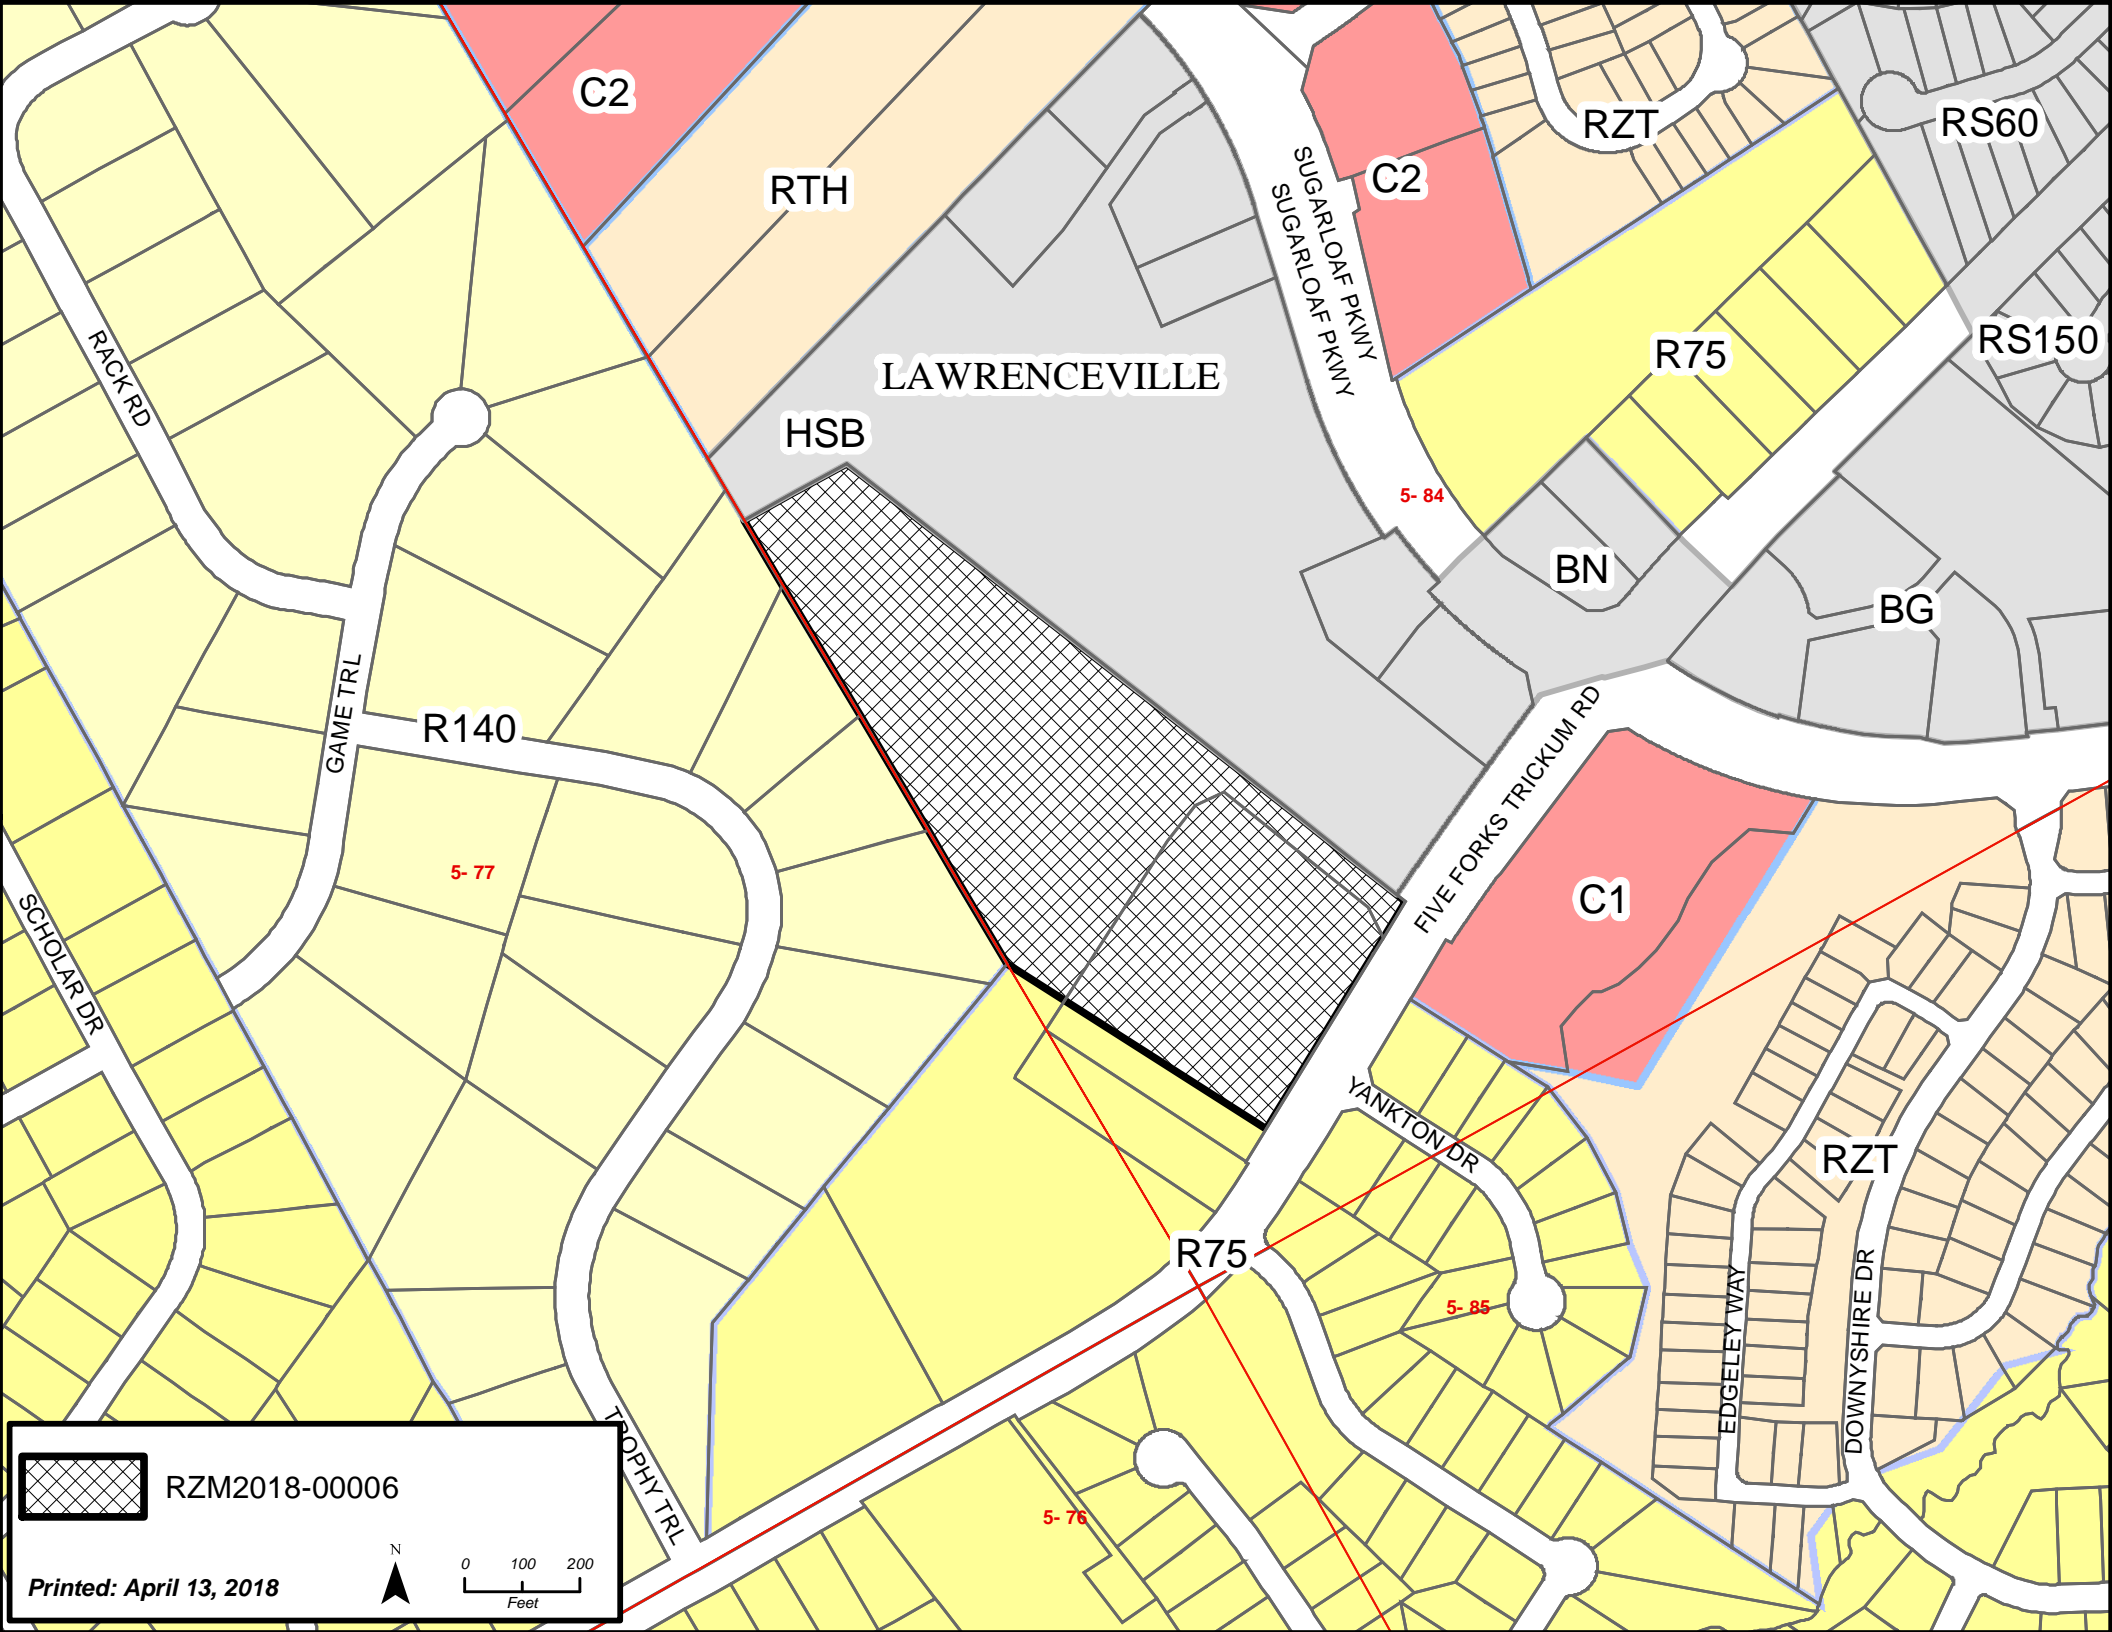 C2
RZT
RS60
RTH
C2
SUGARLOAF PKWY
SUGARLOAF PKWY
RS150
R75
RACK RD
LAWRENCEVILLE
HSB
5- 84
BN
BG
GAME TRL
R140
FIVE FORKS TRICKUM RD
5- 77
C1
SCHOLAR DR
YANKTON DR
RZT
R75
5- 85
EDGELEY WAY
DOWNYSHIRE DR
TROPHY TRL
5- 76
RZM2018-00006
N
0 100 200
Feet
Printed: April 13, 2018